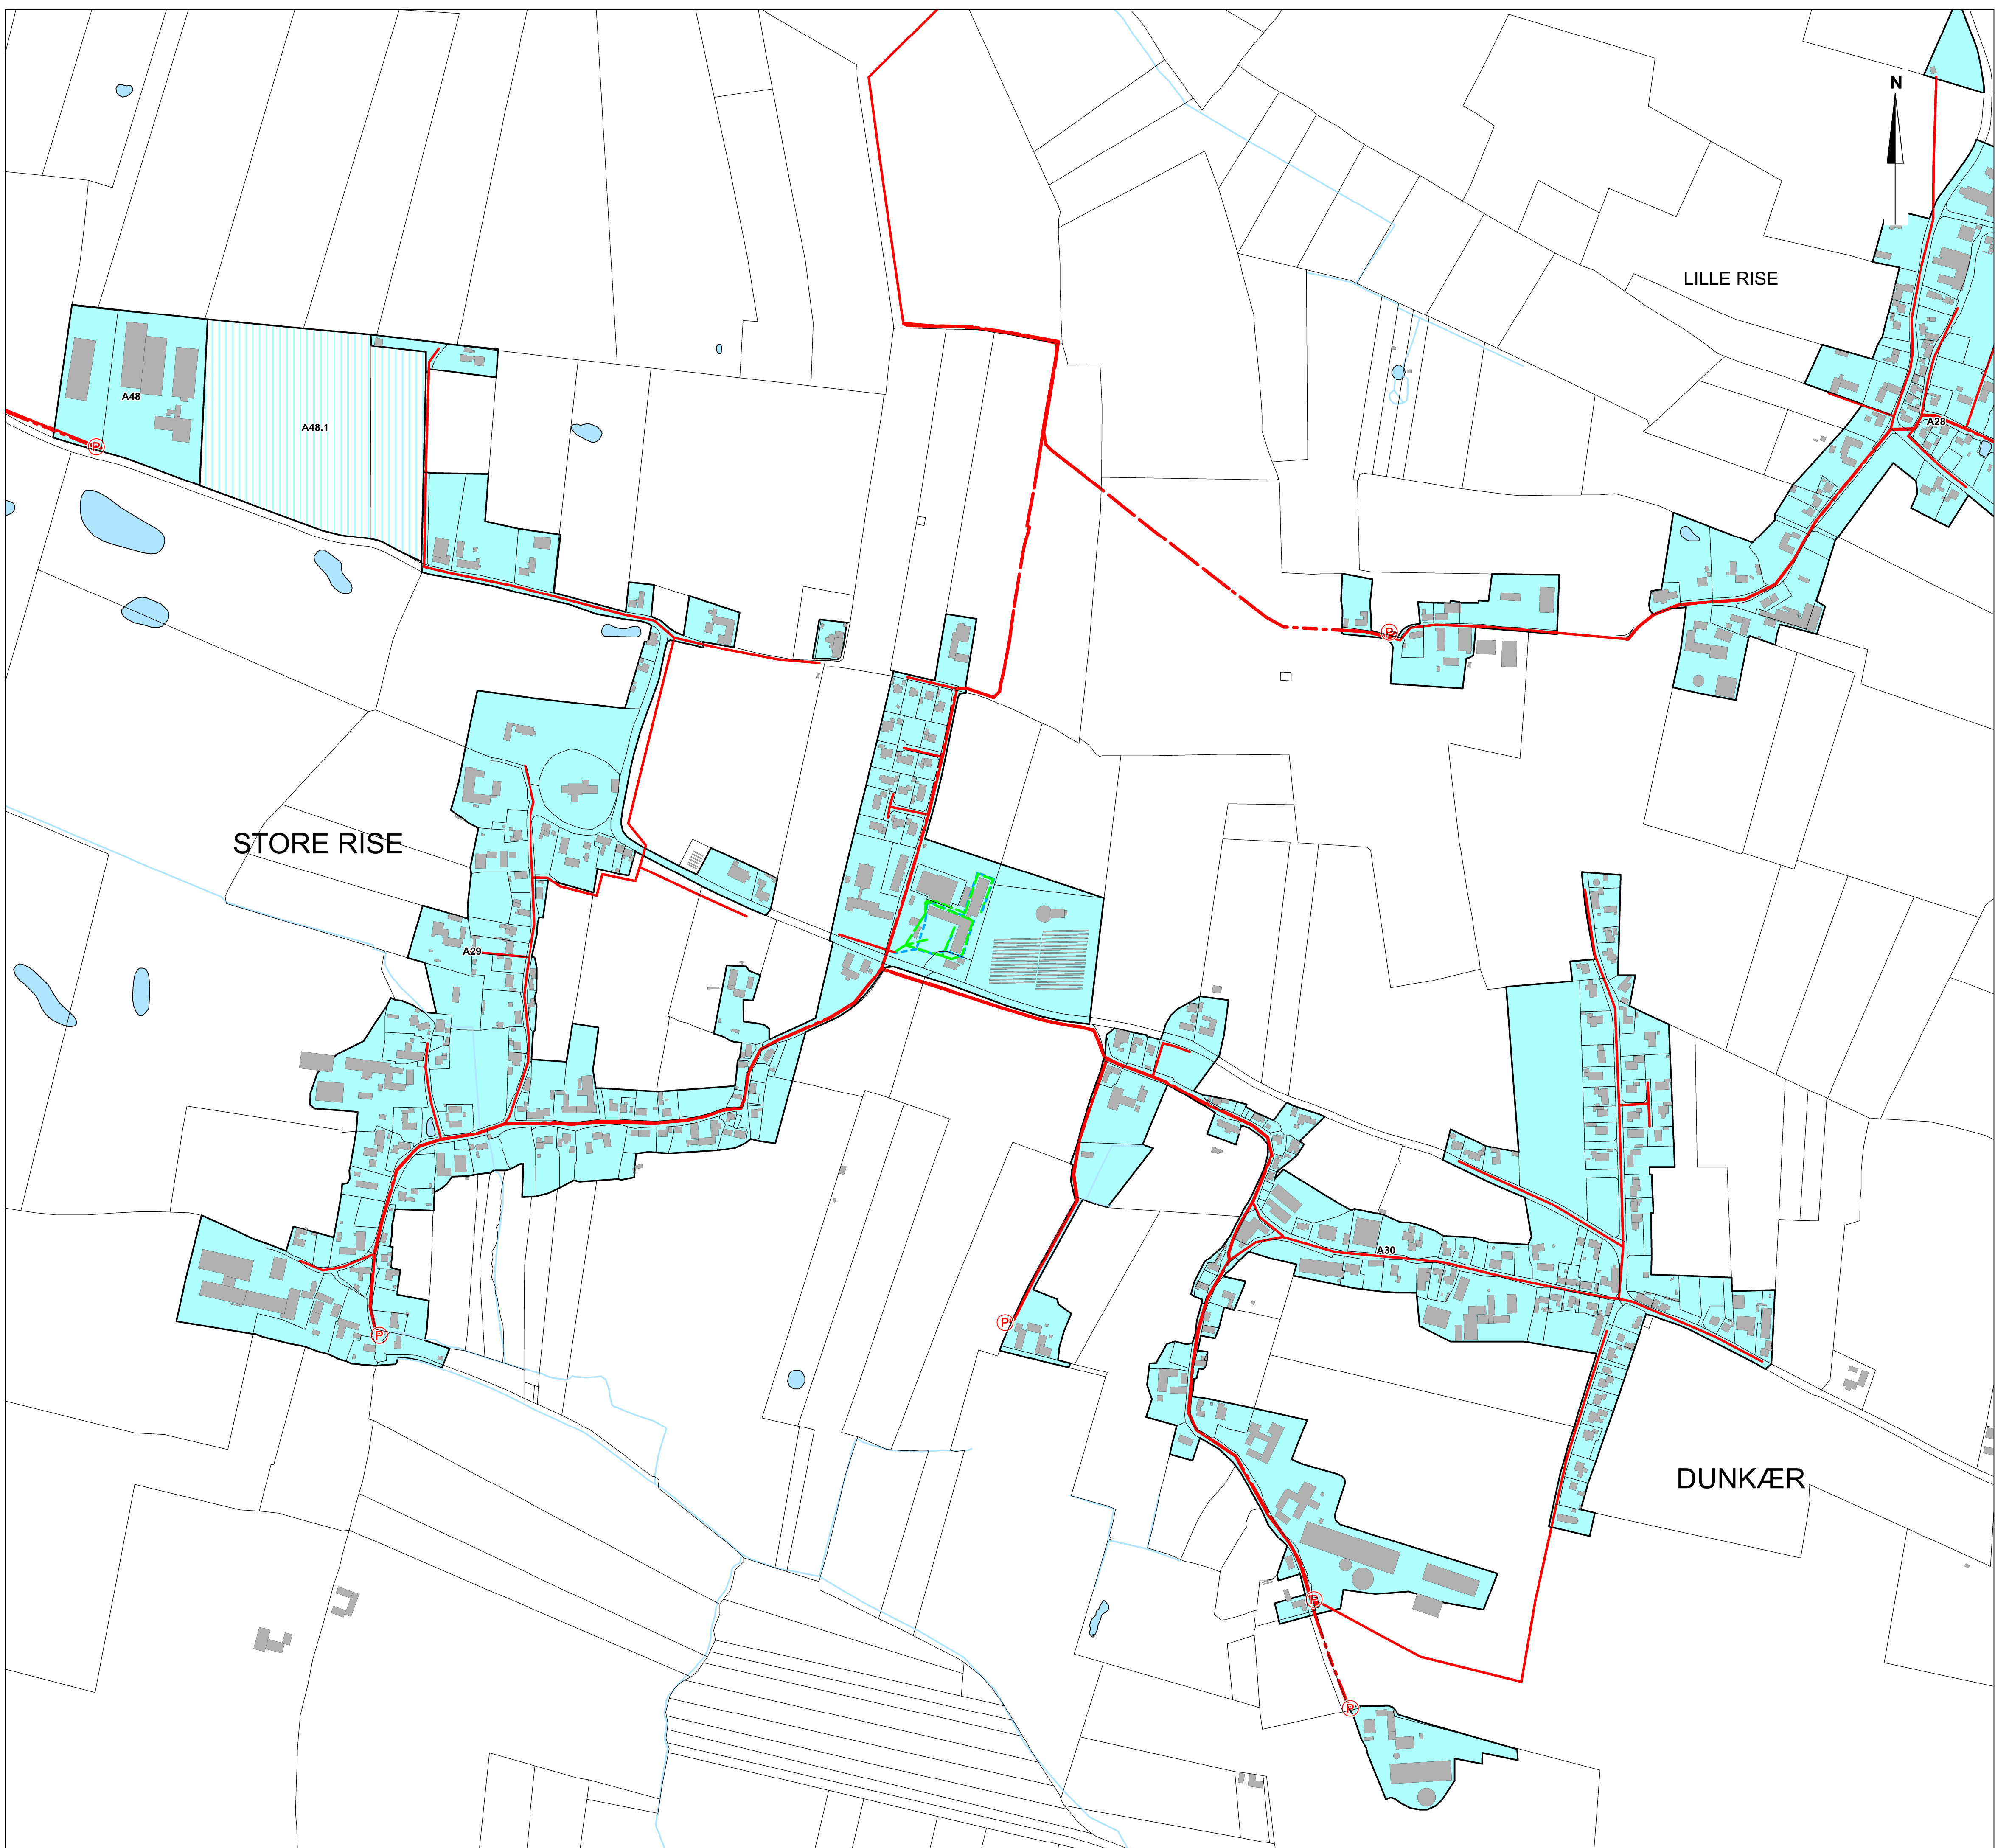 N
LILLE RISE
A48
A48.1
A28
P
P
STORE RISE
A29
A30
P
P
DUNKÆR
P
P